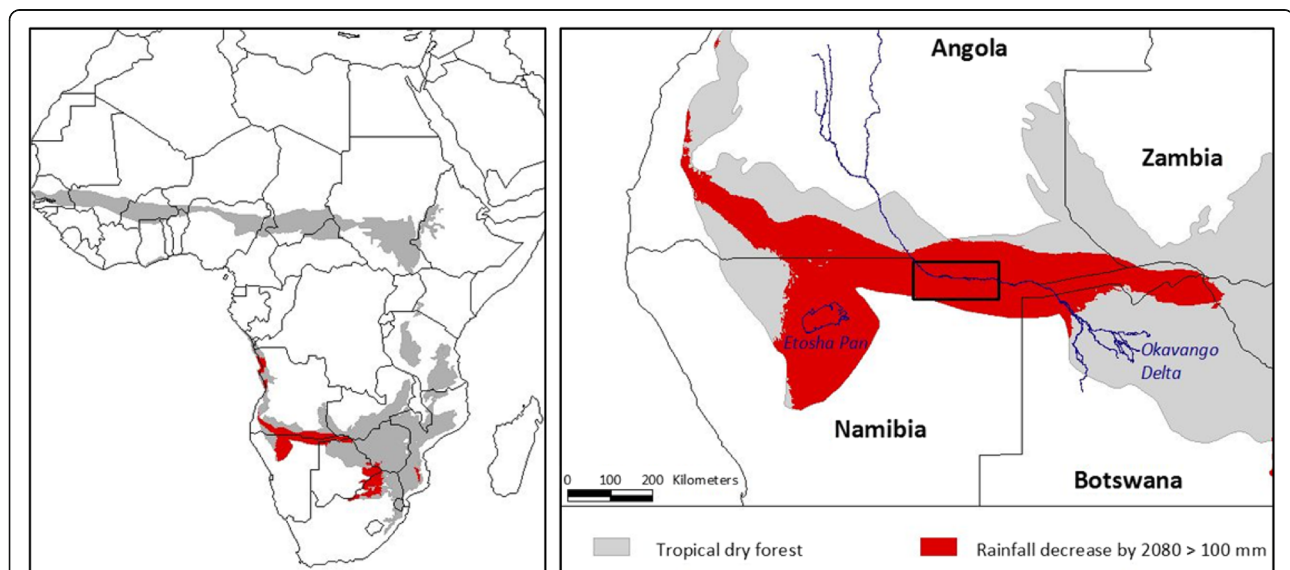 Angola
Zambia
Etosha Pan
Okavango
Delta
Namibia
Botswana
0 100 200 Kilometers
Tropical dry forest
Rainfall decrease by 2080 > 100 mm